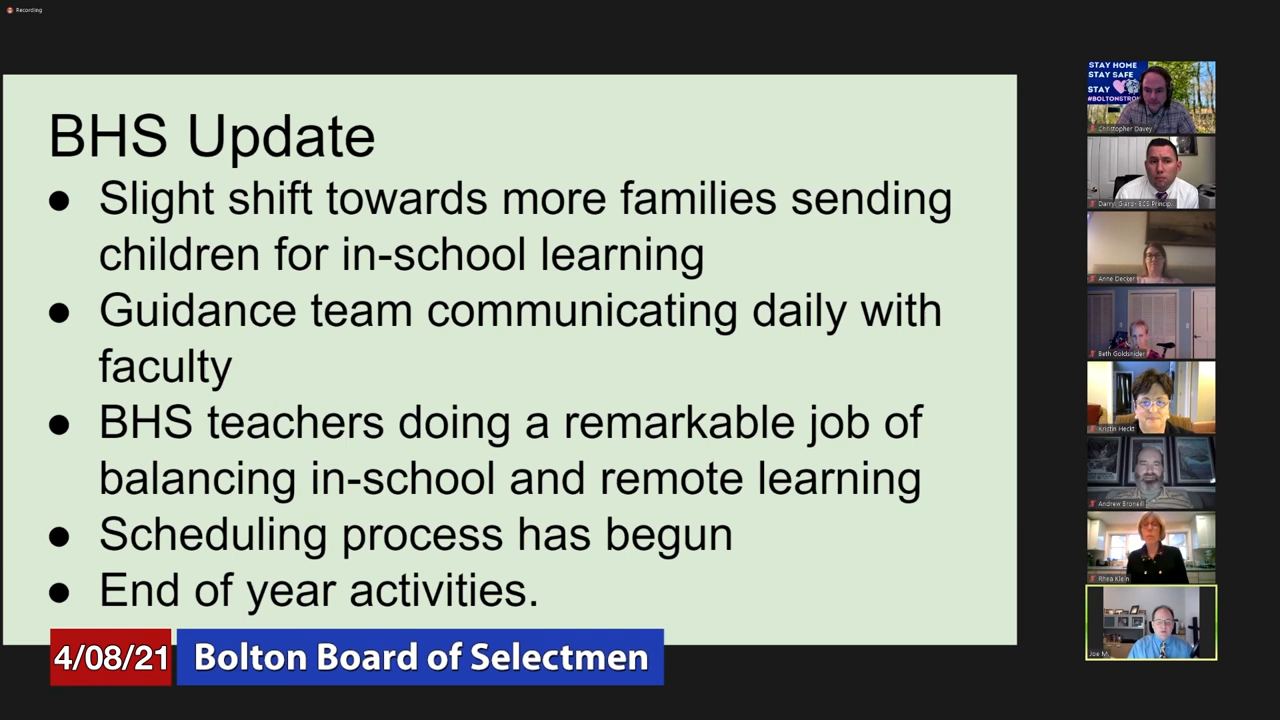 Recording
BHS Update
● Slight shift towards more families sending
children for in-school learning
● Guidance team communicating daily with
faculty
● BHS teachers doing a remarkable job of
balancing in-school and remote learning
● Scheduling process has begun
● End of year activities.
4/08/21 Bolton Board of Selectmen
STAY HOME
STAY SAFE
STAY
#BOLTONSTRON
Christopher Davey
Anne Decker
Beth Goldsnider
Kristin Heckt
Andrew
Rhea Klein
Joe M.